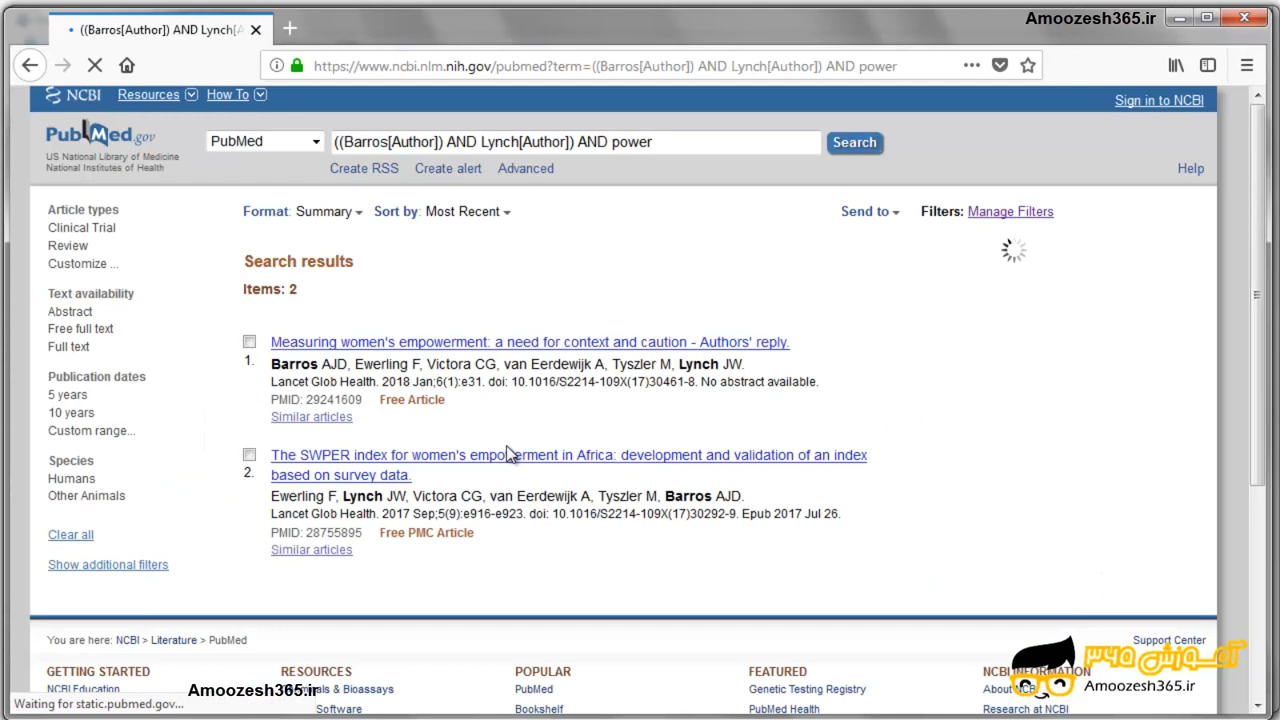 ((Barros[Author]) AND Lynch[A
Amoozesh365.ir
https://www.ncbi.nlm.nih.gov/pubmed?term=((Barros[Author]) AND Lynch[Author]) AND power
NCBI Resources How To
Sign in to NCBI
PubMed.gov
US National Library of Medicine
National Institutes of Health
PubMed
((Barros[Author]) AND Lynch[Author]) AND power
Search
Create RSS Create alert Advanced
Help
Article types
Clinical Trial
Review
Customize ...
Text availability
Abstract
Free full text
Full text
Publication dates
5 years
10 years
Custom range...
Species
Humans
Other Animals
Clear all
Show additional filters
Format: Summary Sort by: Most Recent
Send to
Filters: Manage Filters
Search results
Items: 2
Measuring women's empowerment: a need for context and caution - Authors' reply.
1. Barros AJD, Ewerling F, Victora CG, van Eerdewijk A, Tyszler M, Lynch JW.
Lancet Glob Health. 2018 Jan;6(1):e31. doi: 10.1016/S2214-109X(17)30461-8. No abstract available.
PMID: 29241609 Free Article
Similar articles
The SWPER index for women's empowerment in Africa: development and validation of an index
2. based on survey data.
Ewerling F, Lynch JW, Victora CG, van Eerdewijk A, Tyszler M, Barros AJD.
Lancet Glob Health. 2017 Sep;5(9):e916-e923. doi: 10.1016/S2214-109X(17)30292-9. Epub 2017 Jul 26.
PMID: 28755895 Free PMC Article
Similar articles
You are here: NCBI > Literature > PubMed
Support Center
GETTING STARTED
NCBI Education
RESOURCES
& Bioassays
Software
POPULAR
PubMed
Bookshelf
FEATURED
Genetic Testing Registry
PubMed Health
NCBI INFORMATION
About NCBI
Research at NCBI
Amoozesh365.ir
Waiting for static.pubmed.gov...
آموزش ۳۶۵
Amoozesh365.ir